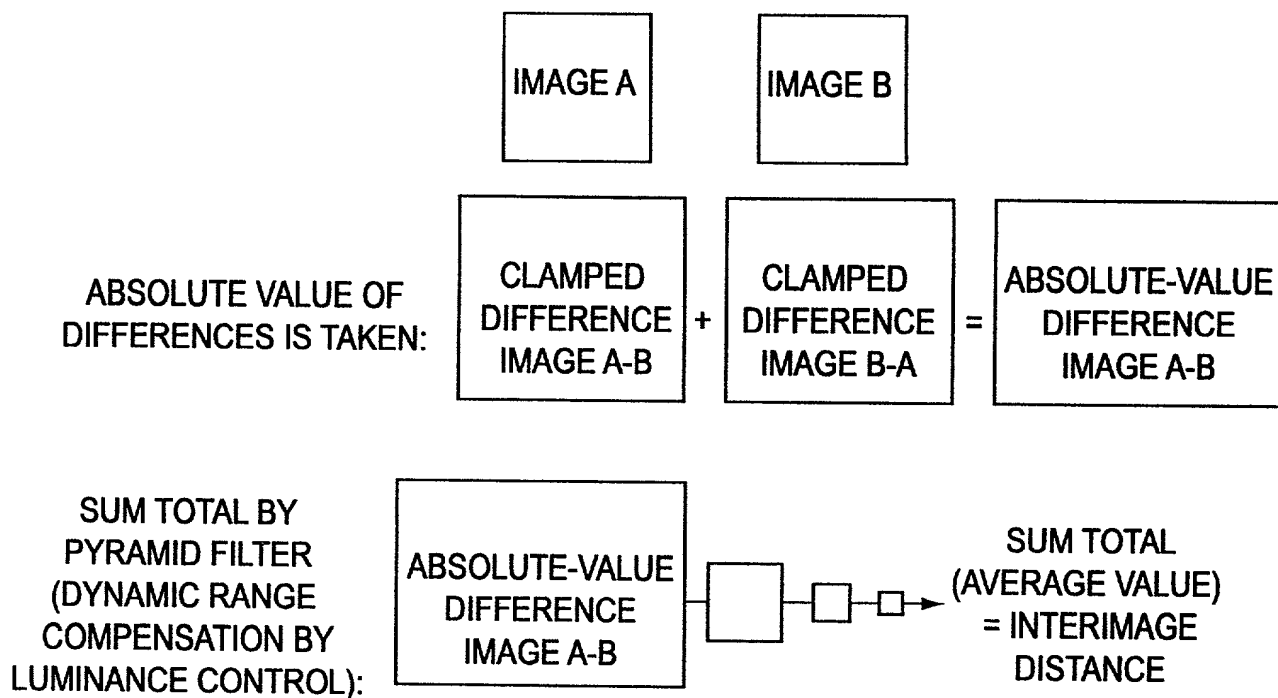 IMAGE A
IMAGE B
ABSOLUTE VALUE OF
DIFFERENCES IS TAKEN:
CLAMPED
DIFFERENCE
IMAGE A-B
+
CLAMPED
DIFFERENCE
IMAGE B-A
=
ABSOLUTE-VALUE
DIFFERENCE
IMAGE A-B
SUM TOTAL BY
PYRAMID FILTER
(DYNAMIC RANGE
COMPENSATION BY
LUMINANCE CONTROL):
ABSOLUTE-VALUE
DIFFERENCE
IMAGE A-B
SUM TOTAL
(AVERAGE VALUE)
= INTERIMAGE
DISTANCE